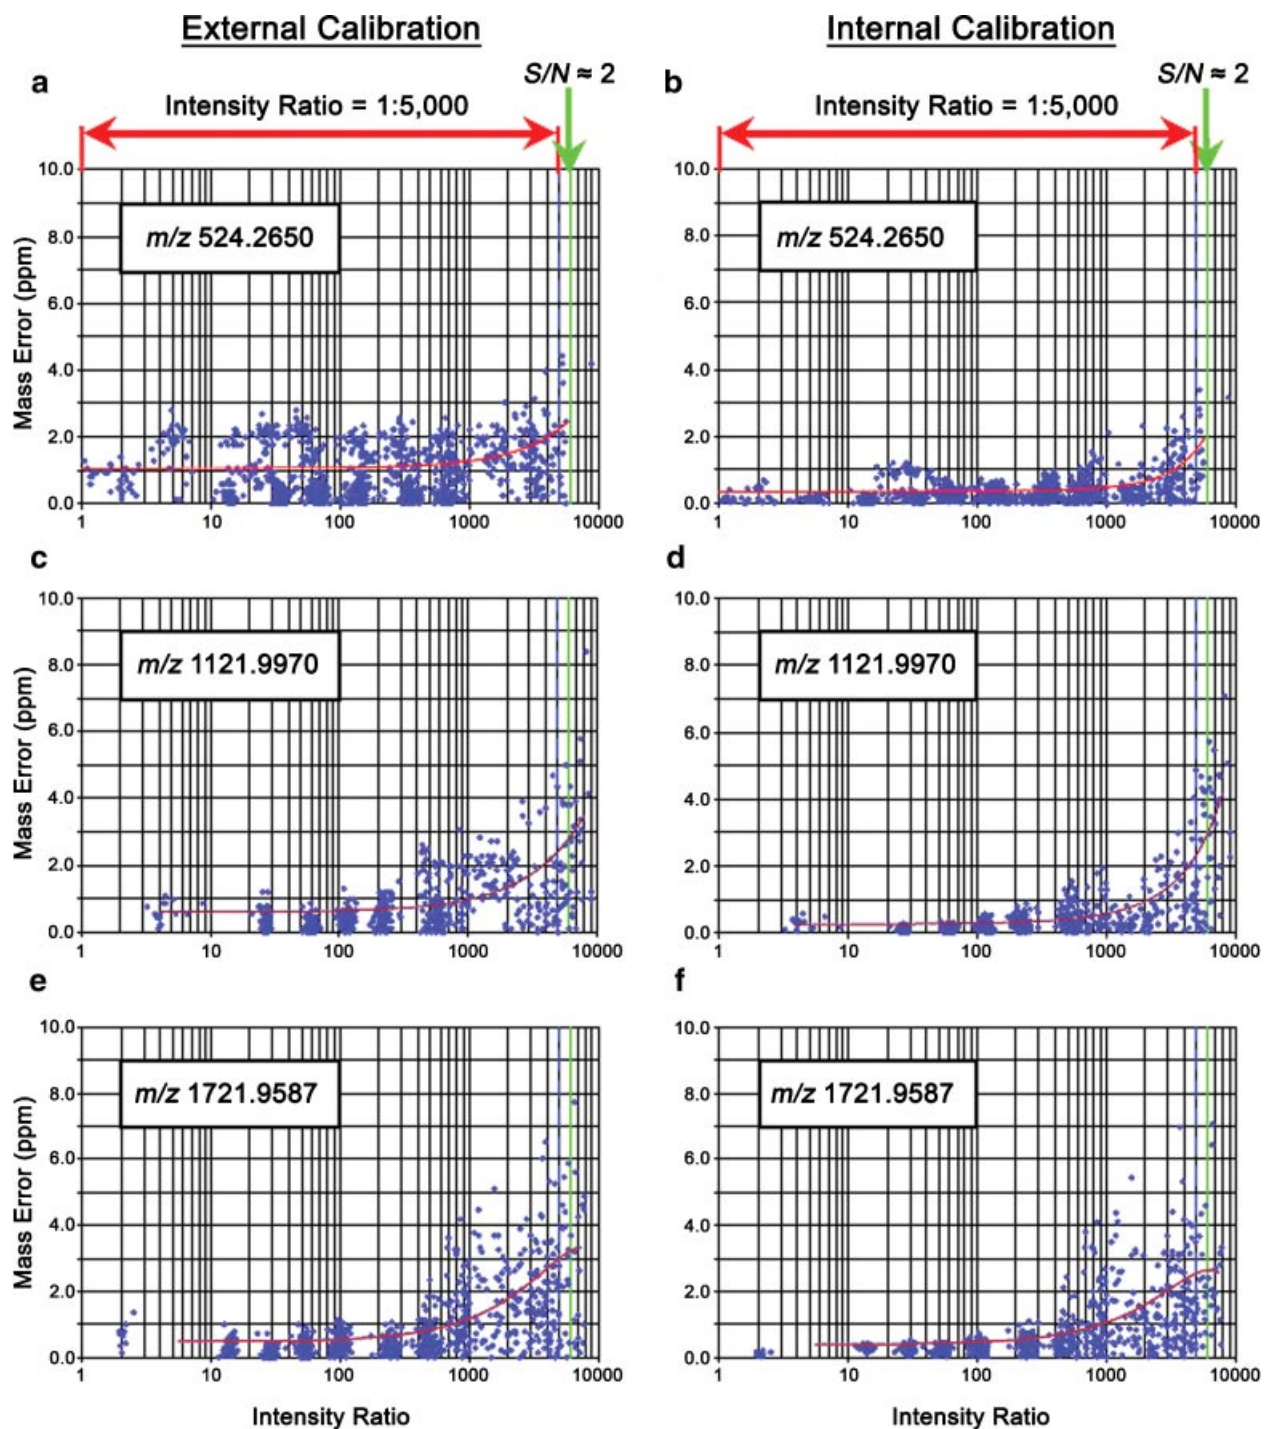 External Calibration
Internal Calibration
a
S/N ≈ 2
Intensity Ratio = 1:5,000
b
S/N ≈ 2
Intensity Ratio = 1:5,000
Mass Error (ppm)
10.0
8.0
6.0
4.0
2.0
0.0
m/z 524.2650
1
10
100
1000
10000
10.0
8.0
6.0
4.0
2.0
0.0
m/z 524.2650
1
10
100
1000
10000
c
Mass Error (ppm)
10.0
8.0
6.0
4.0
2.0
0.0
m/z 1121.9970
1
10
100
1000
10000
d
10.0
8.0
6.0
4.0
2.0
0.0
m/z 1121.9970
1
10
100
1000
10000
e
Mass Error (ppm)
10.0
8.0
6.0
4.0
2.0
0.0
m/z 1721.9587
1
10
100
1000
10000
Intensity Ratio
f
10.0
8.0
6.0
4.0
2.0
0.0
m/z 1721.9587
1
10
100
1000
10000
Intensity Ratio